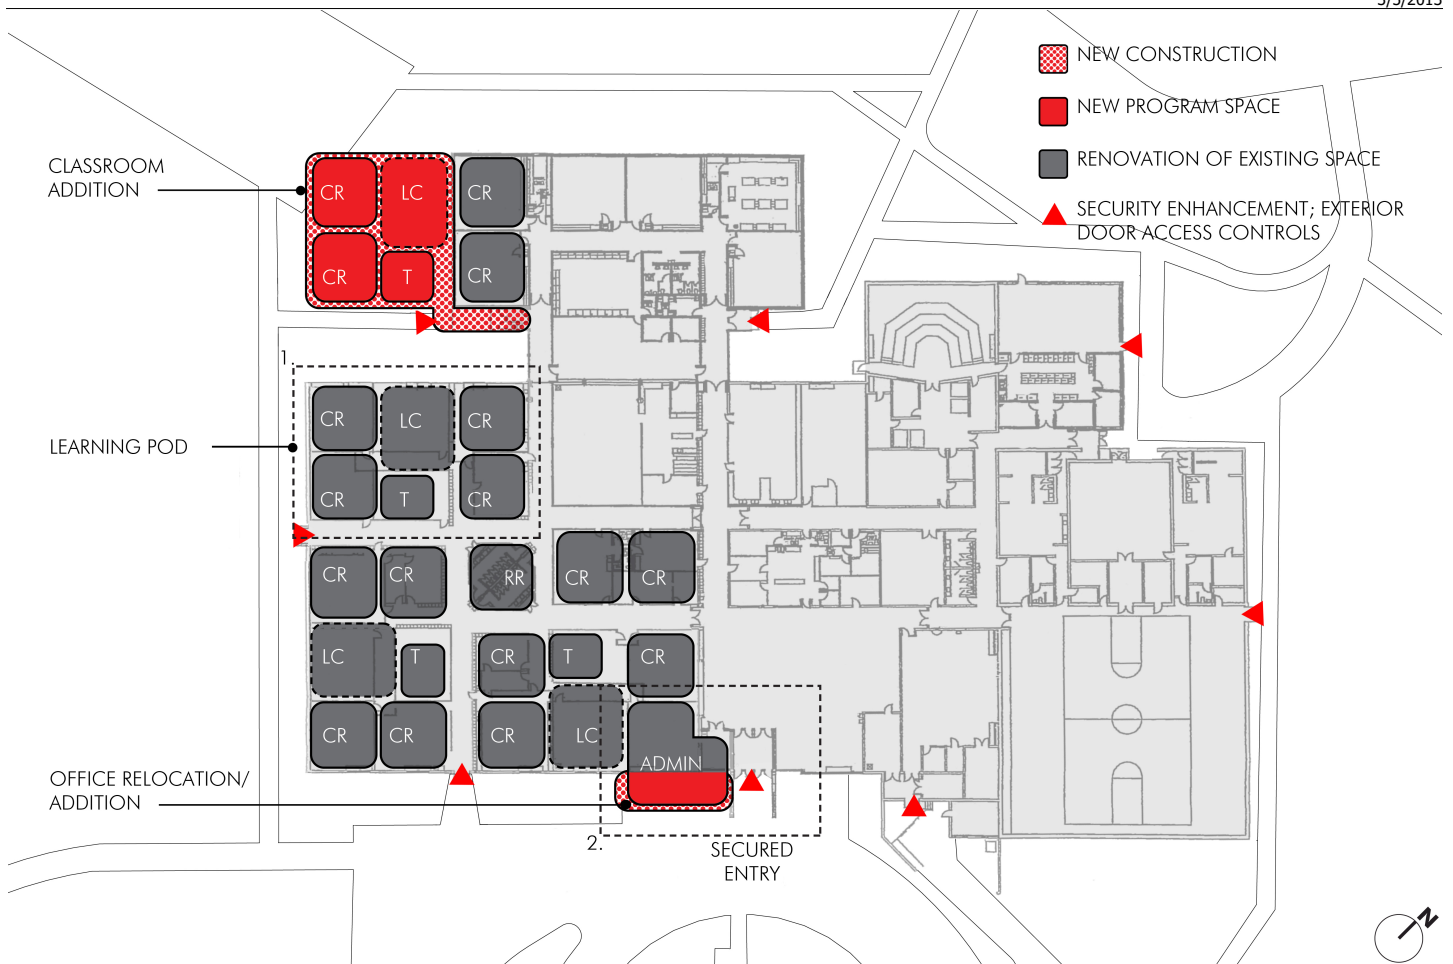 NEW CONSTRUCTION
NEW PROGRAM SPACE
RENOVATION OF EXISTING SPACE
SECURITY ENHANCEMENT; EXTERIOR
DOOR ACCESS CONTROLS
CLASSROOM
ADDITION
CR LC CR
CR T CR
1.
LEARNING POD
CR LC CR
CR T CR
CR CR RR CR CR
LC T CR T CR
CR CR CR LC
ADMIN
OFFICE RELOCATION/
ADDITION
2.
SECURED
ENTRY
N